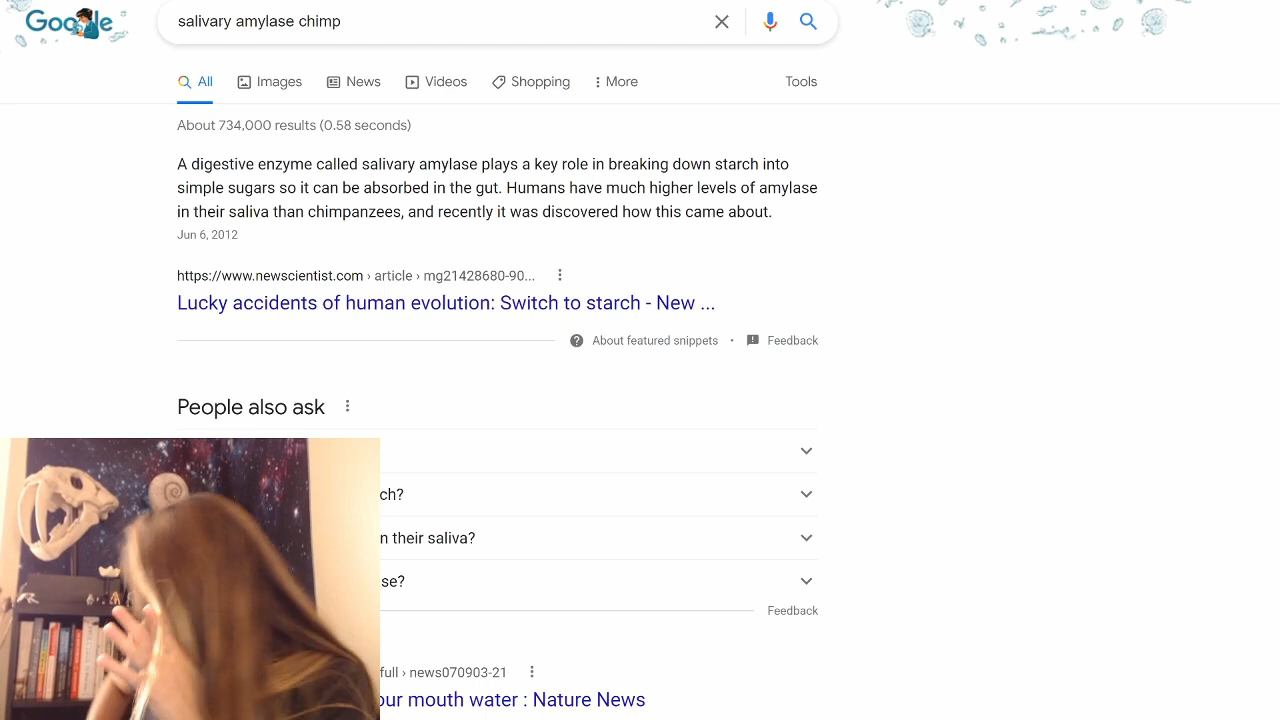 Google
salivary amylase chimp
All Images News Videos Shopping More Tools
About 734,000 results (0.58 seconds)
A digestive enzyme called salivary amylase plays a key role in breaking down starch into
simple sugars so it can be absorbed in the gut. Humans have much higher levels of amylase
in their saliva than chimpanzees, and recently it was discovered how this came about.
Jun 6, 2012
https://www.newscientist.com › article › mg21428680-90...
Lucky accidents of human evolution: Switch to starch - New ...
About featured snippets • Feedback
People also ask
ch?
n their saliva?
se?
Feedback
full › news070903-21
our mouth water : Nature News